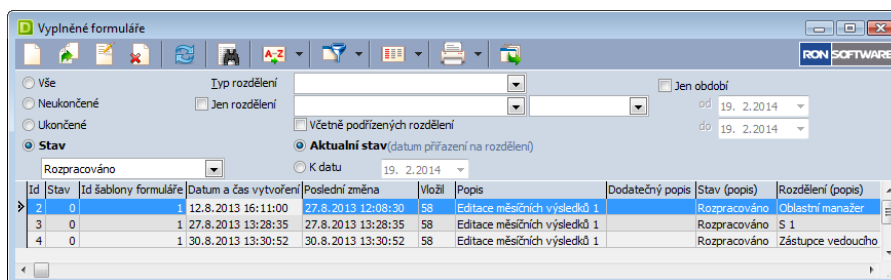 Vyplněné formuláře
A-Z
RON SOFTWARE
Vše
Typ rozdělení
Jen období
Neukončené
Jen rozdělení
od 19. 2.2014
Ukončené
Včetně podřízených rozdělení
do 19. 2.2014
Stav
Aktuální stav(datum přiřazení na rozdělení)
Rozpracováno
K datu 19. 2.2014
Id Stav Id šablony formuláře Datum a čas vytvoření Poslední změna Vložil Popis Dodatečný popis Stav (popis) Rozdělení (popis)
2 0 1 12.8.2013 16:11:00 27.8.2013 12:08:30 58 Editace měsíčních výsledků 1 Rozpracováno Oblastní manažer
3 0 1 27.8.2013 13:28:35 27.8.2013 13:28:35 58 Editace měsíčních výsledků 1 Rozpracováno S 1
4 0 1 30.8.2013 13:30:52 30.8.2013 13:30:52 58 Editace měsíčních výsledků 1 Rozpracováno Zástupce vedoucího